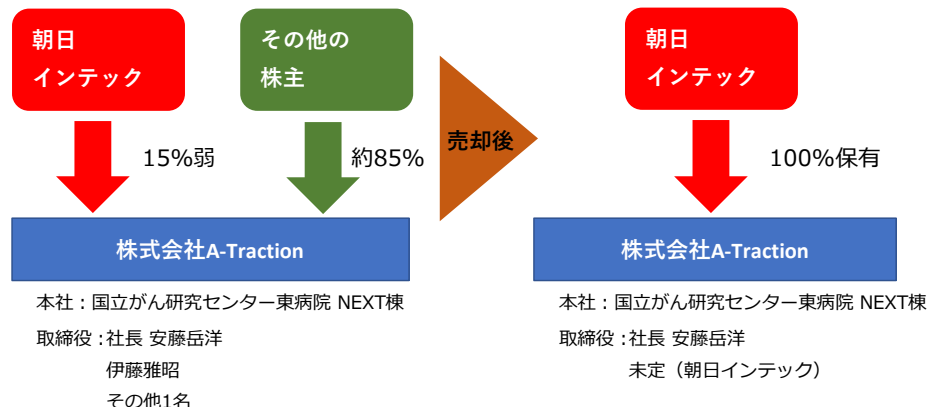 朝日
インテック
その他の
株主
15%弱
約85%
株式会社A-Traction
本社：国立がん研究センター東病院 NEXT棟
取締役：社長 安藤岳洋
伊藤雅昭
その他1名
売却後
朝日
インテック
100%保有
株式会社A-Traction
本社：国立がん研究センター東病院 NEXT棟
取締役：社長 安藤岳洋
未定（朝日インテック）